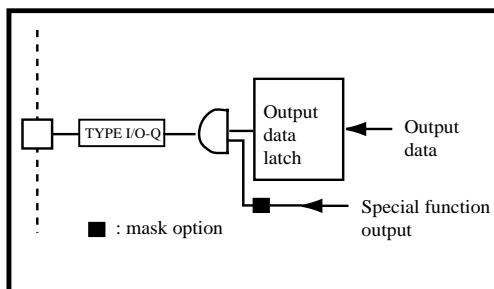 TYPE I/O-Q
Output
data
latch
Output
data
Special function
output
: mask option